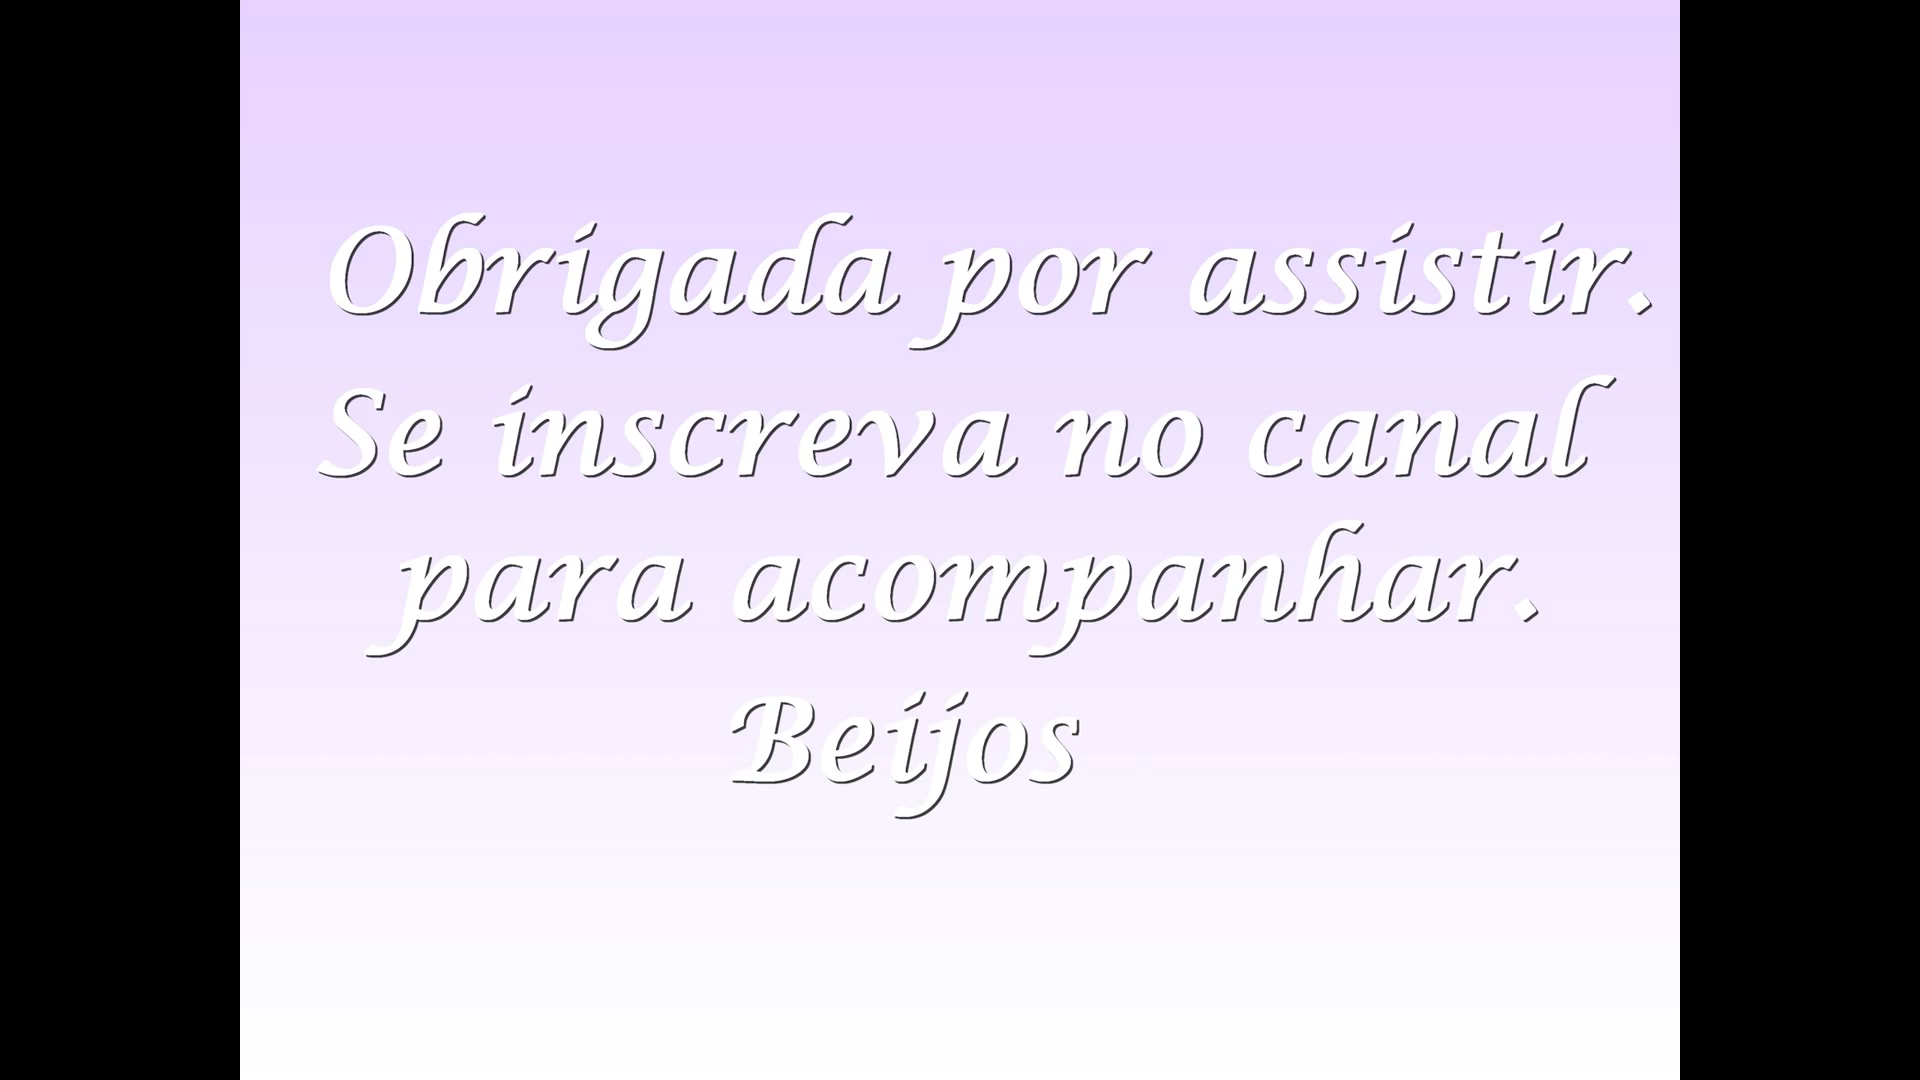 Obrigada por assistir.
Se inscreva no canal
para acompanhar.
Beijos